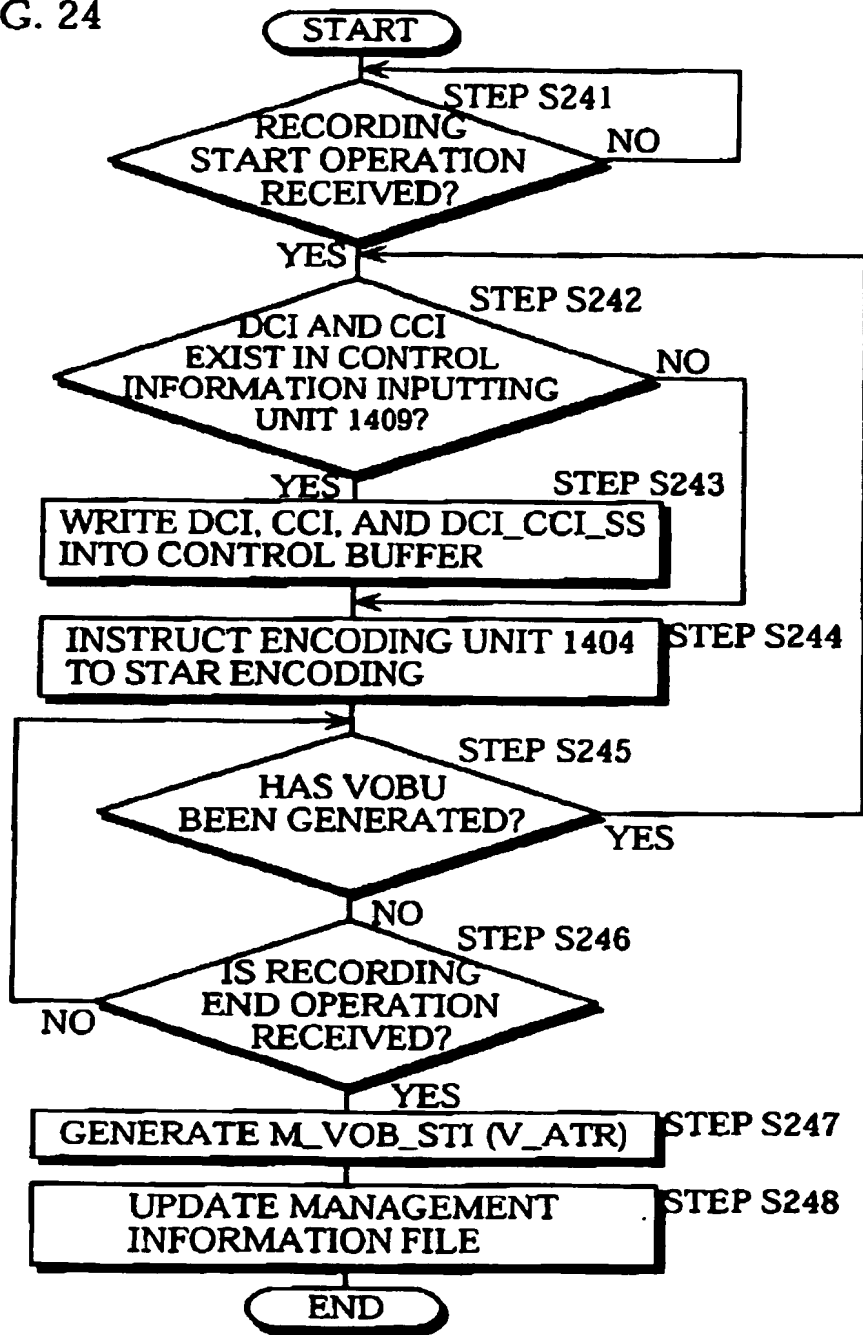 G. 24
START
STEP S241
RECORDING
START OPERATION
RECEIVED?
NO
YES
STEP S242
DCI AND CCI
EXIST IN CONTROL
INFORMATION INPUTTING
UNIT 1409?
NO
YES
STEP S243
WRITE DCI, CCI, AND DCI_CCI_SS
INTO CONTROL BUFFER
INSTRUCT ENCODING UNIT 1404
TO STAR ENCODING
STEP S244
STEP S245
HAS VOBU
BEEN GENERATED?
YES
NO
STEP S246
IS RECORDING
END OPERATION
RECEIVED?
NO
YES
GENERATE M_VOB_STI (V_ATR)
STEP S247
UPDATE MANAGEMENT
INFORMATION FILE
STEP S248
END